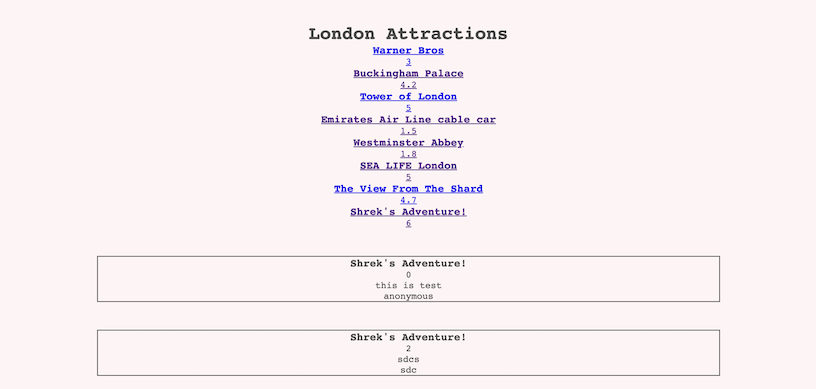 London Attractions
Warner Bros
3
Buckingham Palace
4.2
Tower of London
5
Emirates Air Line cable car
1.5
Westminster Abbey
1.8
SEA LIFE London
5
The View From The Shard
4.7
Shrek's Adventure!
6
Shrek's Adventure!
0
this is test
anonymous
Shrek's Adventure!
2
sdcs
sdc